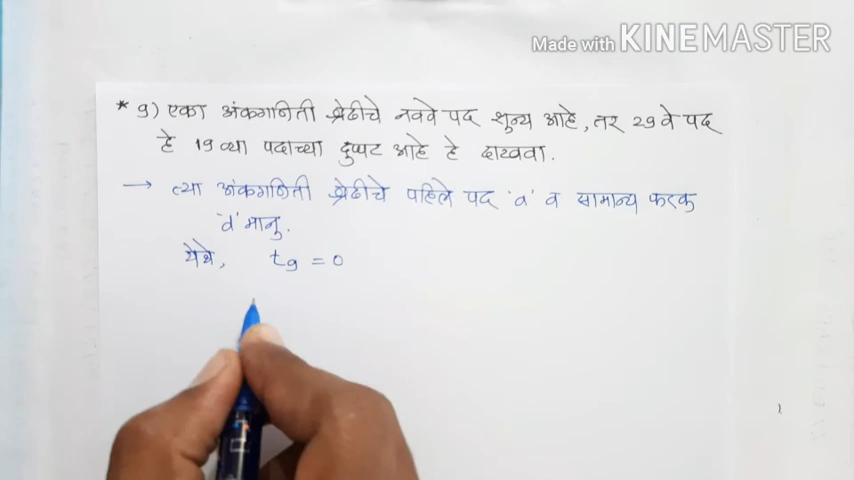 Made with KINEMASTER
* 9) एका अंकगणिती श्रेढीचे नववे पद शून्य आहे, तर 29 वे पद
हे 19 व्या पदाच्या दुप्पट आहे हे दाखवा.
→ त्या अंकगणिती श्रेढीचे पहिले पद 'a' व सामान्य फरक
'd' मानू.
येथे, t9 = 0